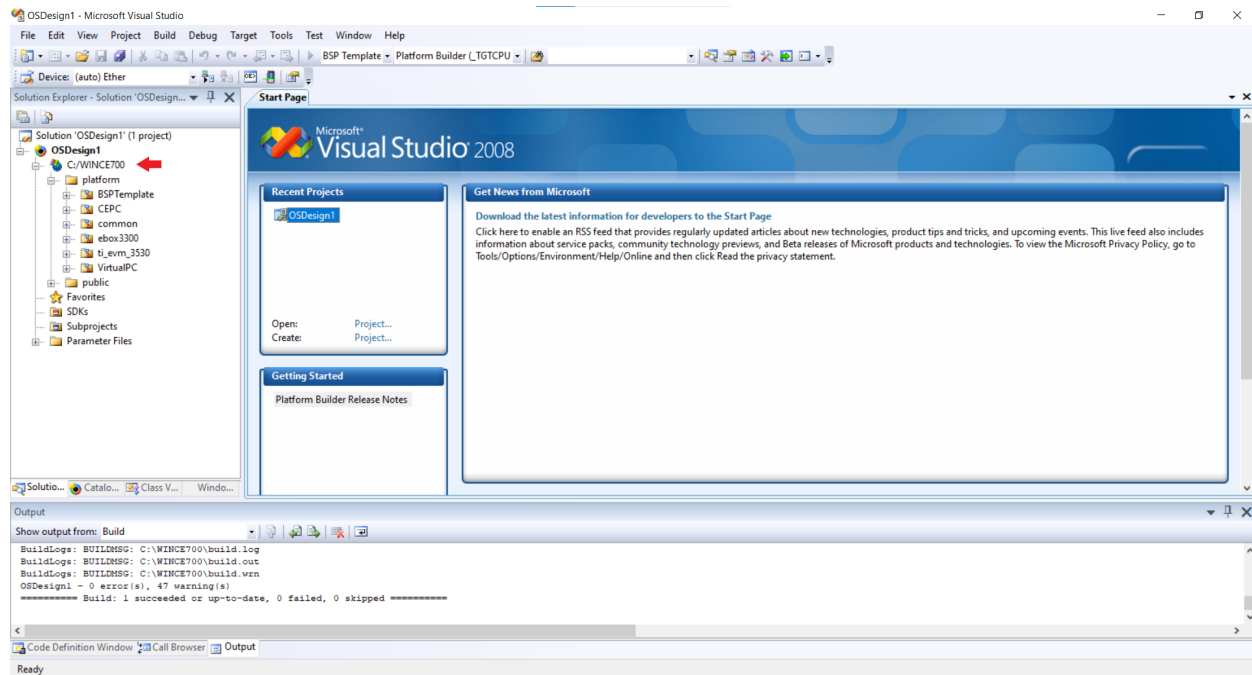 OSDesign1 - Microsoft Visual Studio
File Edit View Project Build Debug Target Tools Test Window Help
BSP Template Platform Builder (_TGTCPU
Device: (auto) Ether
Solution Explorer - Solution 'OSDesign...
Start Page
Solution 'OSDesign1' (1 project)
OSDesign1
C:/WINCE700
platform
BSPTemplate
CEPC
common
ebox3300
ti_evm_3530
VirtualPC
public
Favorites
SDKs
Subprojects
Parameter Files
Solutio... Catalo... Class V... Windo...
Microsoft®
Visual Studio® 2008
Recent Projects
OSDesign1
Open: Project...
Create: Project...
Getting Started
Platform Builder Release Notes
Get News from Microsoft
Download the latest information for developers to the Start Page
Click here to enable an RSS feed that provides regularly updated articles about new technologies, product tips and tricks, and upcoming events. This live feed also includes
information about service packs, community technology previews, and Beta releases of Microsoft products and technologies. To view the Microsoft Privacy Policy, go to
Tools/Options/Environment/Help/Online and then click Read the privacy statement.
Output
Show output from: Build
BuildLogs: BUILDMSG: C:\WINCE700\build.log
BuildLogs: BUILDMSG: C:\WINCE700\build.out
BuildLogs: BUILDMSG: C:\WINCE700\build.wrn
OSDesign1 - 0 error(s), 47 warning(s)
========== Build: 1 succeeded or up-to-date, 0 failed, 0 skipped ==========
Code Definition Window Call Browser Output
Ready